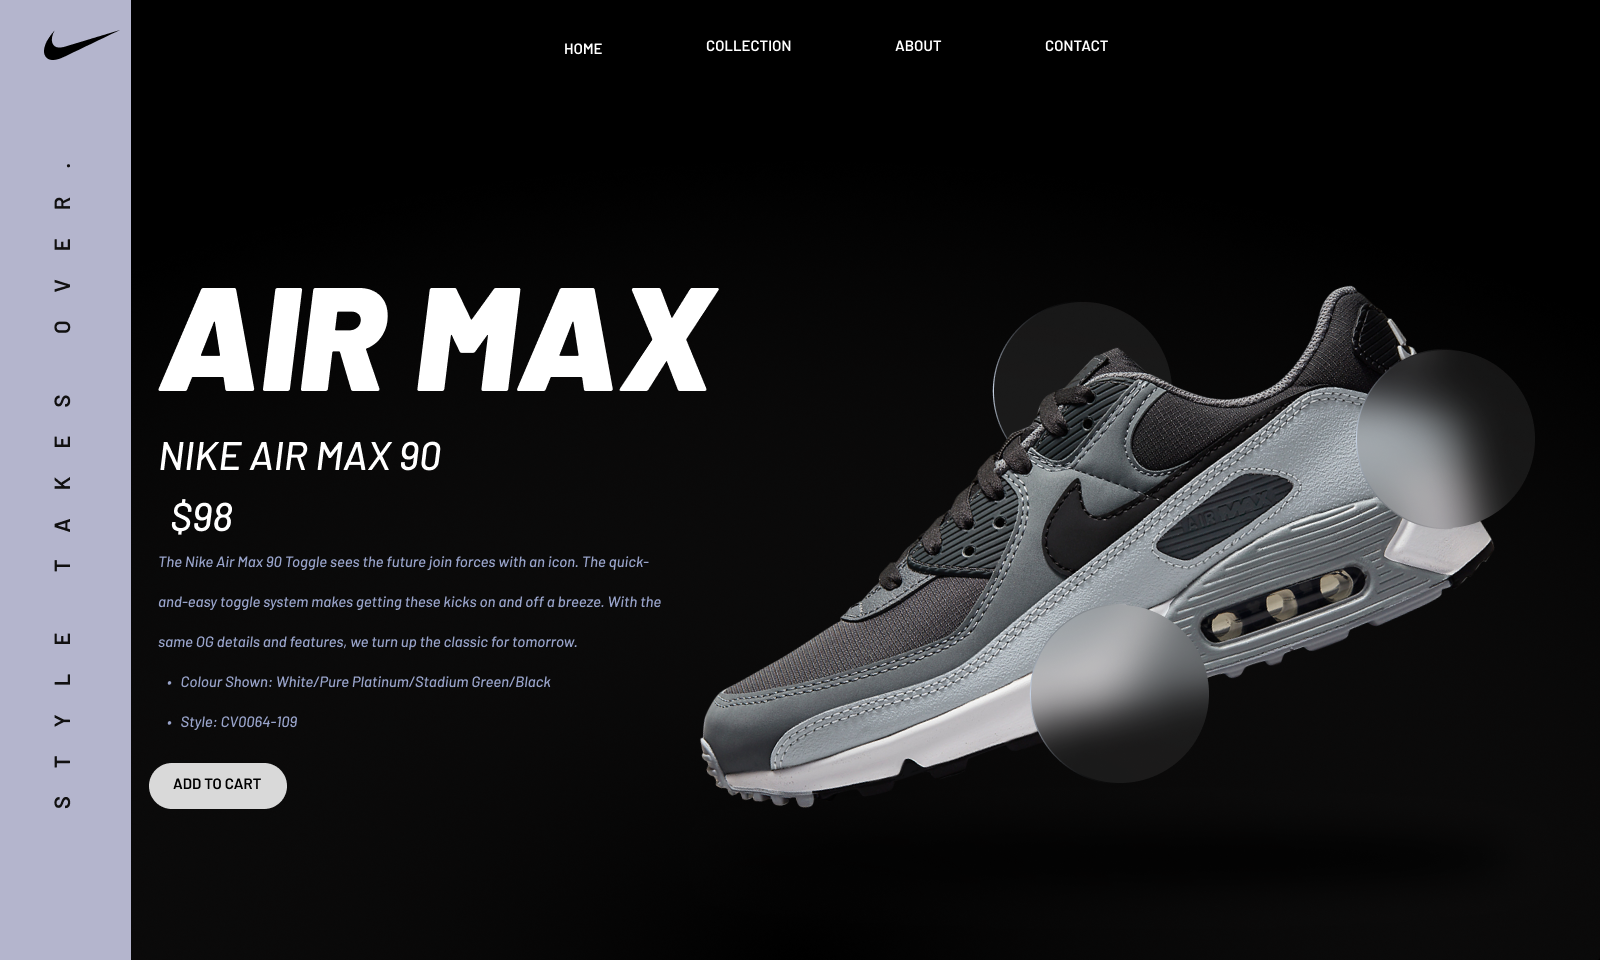 HOME
COLLECTION
ABOUT
CONTACT
STYLE TAKES OVER.
AIR MAX
NIKE AIR MAX 90
$98
The Nike Air Max 90 Toggle sees the future join forces with an icon. The quick-
and-easy toggle system makes getting these kicks on and off a breeze. With the
same OG details and features, we turn up the classic for tomorrow.
• Colour Shown: White/Pure Platinum/Stadium Green/Black
• Style: CV0064-109
ADD TO CART
AIR MAX